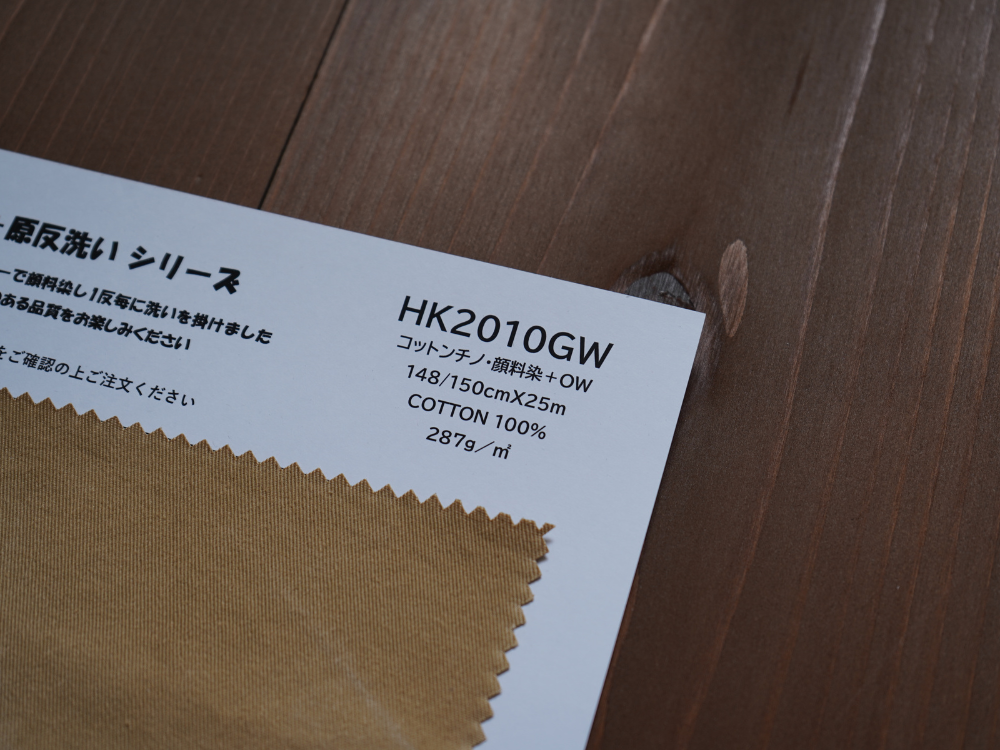 原反洗い シリーズ
ーで顔料染し1反毎に洗いを掛けました
ある品質をお楽しみください
をご確認の上ご注文ください
HK2010GW
コットンチノ・顔料染+OW
148/150cmX25m
COTTON 100%
287g/㎡